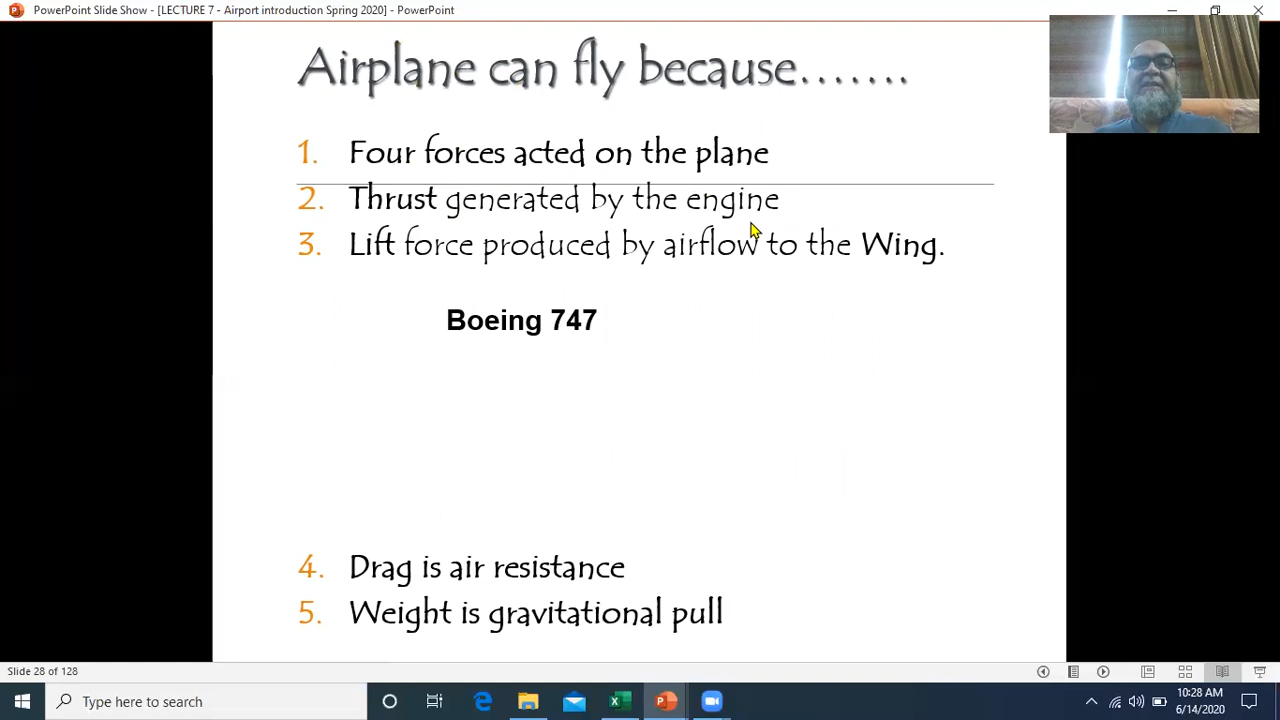 PowerPoint Slide Show - [LECTURE 7 - Airport introduction Spring 2020] - PowerPoint
Airplane can fly because.......
1. Four forces acted on the plane
2. Thrust generated by the engine
3. Lift force produced by airflow to the Wing.
Boeing 747
4. Drag is air resistance
5. Weight is gravitational pull
Slide 28 of 128
Type here to search
10:28 AM
6/14/2020